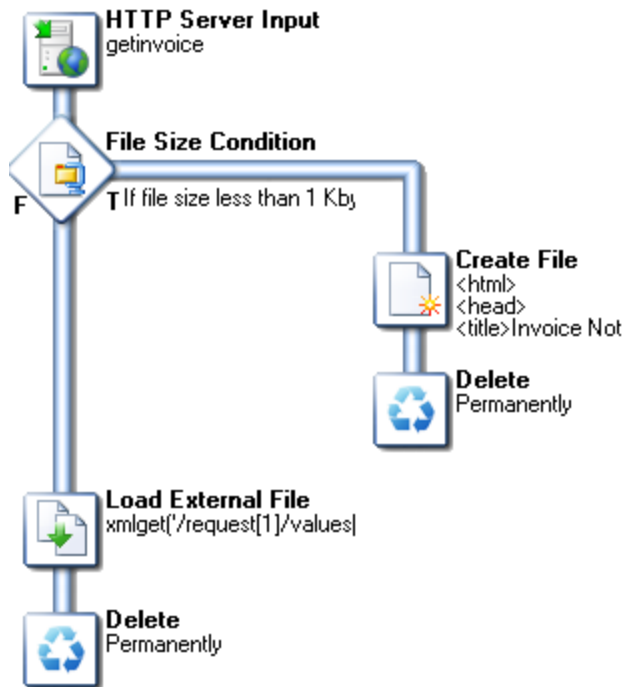 HTTP Server Input
getinvoice
File Size Condition
F
T If file size less than 1 Kby
Create File
<html>
<head>
<title>Invoice Not
Delete
Permanently
Load External File
xmlget('/request[1]/values|
Delete
Permanently